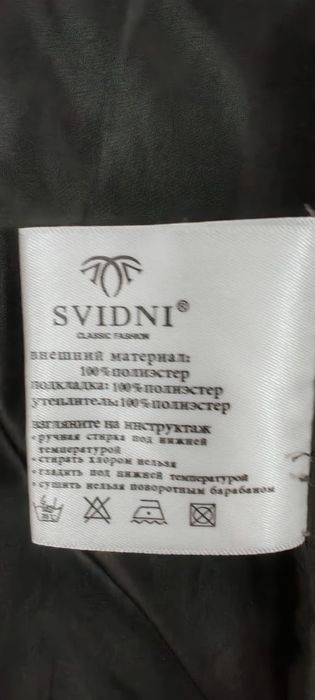 SVIDNI®
CLASSIC FASHION
внешний материал:
100%полиэстер
подкладка:100%полиэстер
утеплитель:100%полиэстер
взгляните на инструктаж
• ручная стирка под нижней
температурой
• стирать хлором нельзя
• гладить под нижней температурой
• сушить нельзя поворотным барабаном